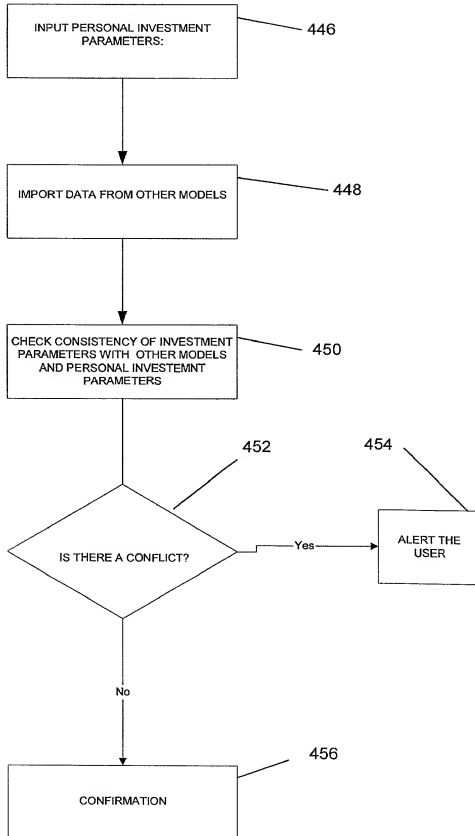 INPUT PERSONAL INVESTMENT
PARAMETERS:
446
IMPORT DATA FROM OTHER MODELS
448
CHECK CONSISTENCY OF INVESTMENT
PARAMETERS WITH OTHER MODELS
AND PERSONAL INVESTEMNT
PARAMETERS
450
452
454
IS THERE A CONFLICT?
Yes
ALERT THE
USER
No
456
CONFIRMATION